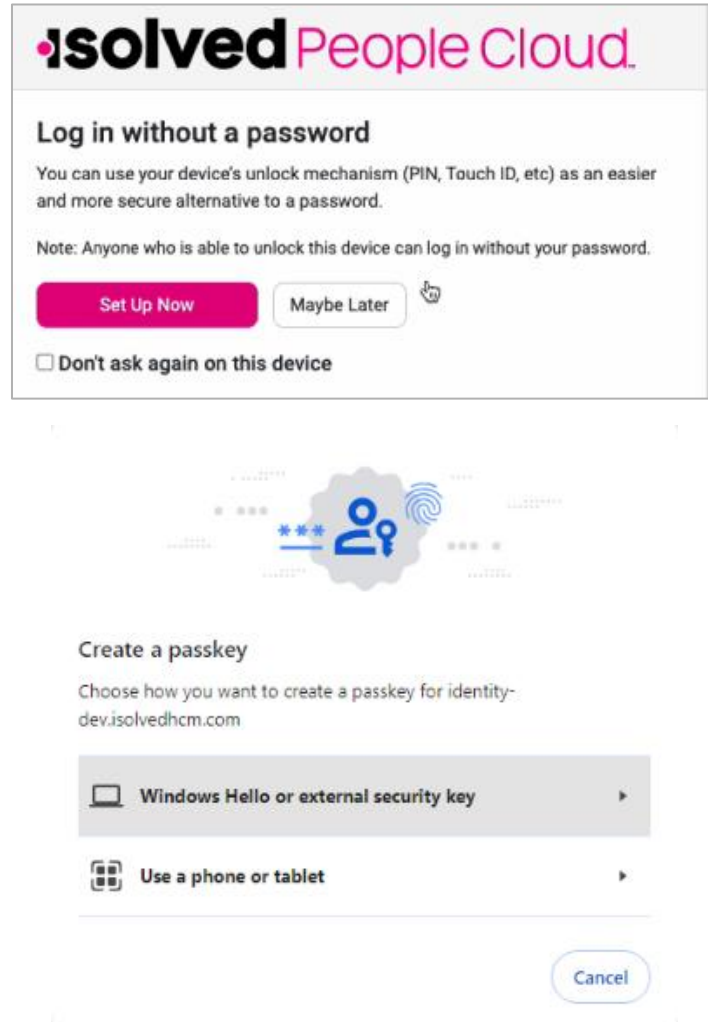 isolved People Cloud™
Log in without a password
You can use your device's unlock mechanism (PIN, Touch ID, etc) as an easier
and more secure alternative to a password.
Note: Anyone who is able to unlock this device can log in without your password.
Set Up Now Maybe Later
Don't ask again on this device
***
Create a passkey
Choose how you want to create a passkey for identity-
dev.isolvedhcm.com
Windows Hello or external security key
Use a phone or tablet
Cancel